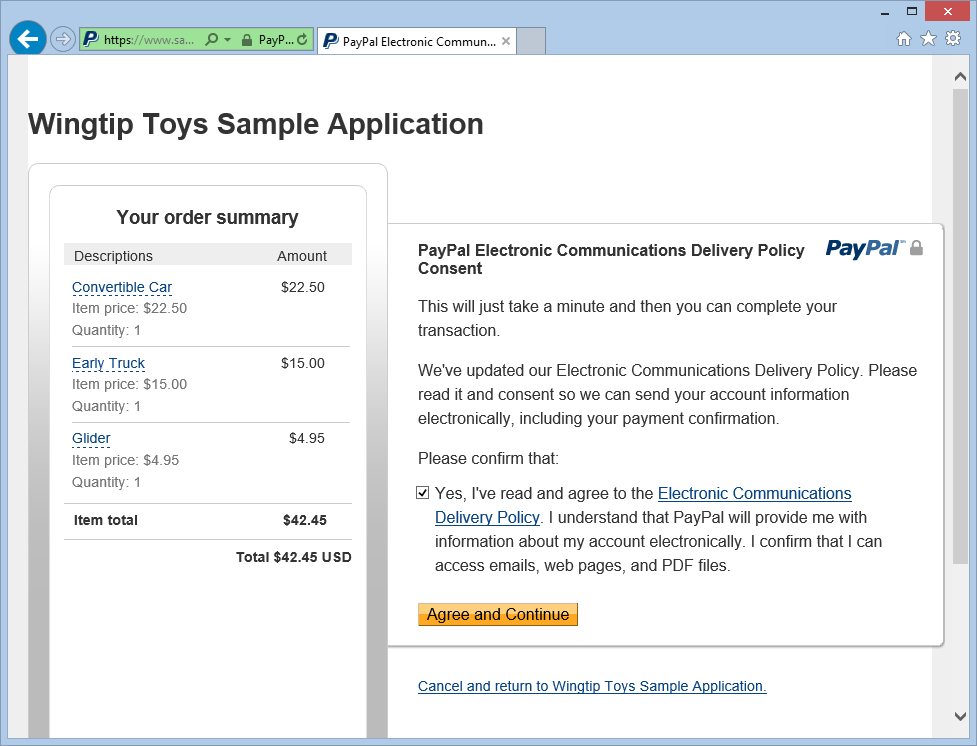 https://www.sa...
PayP...
PayPal Electronic Commun...
Wingtip Toys Sample Application
Your order summary
Descriptions Amount
Convertible Car $22.50
Item price: $22.50
Quantity: 1
Early Truck $15.00
Item price: $15.00
Quantity: 1
Glider $4.95
Item price: $4.95
Quantity: 1
Item total $42.45
Total $42.45 USD
PayPal Electronic Communications Delivery Policy
Consent
PayPal™
This will just take a minute and then you can complete your
transaction.
We've updated our Electronic Communications Delivery Policy. Please
read it and consent so we can send your account information
electronically, including your payment confirmation.
Please confirm that:
Yes, I've read and agree to the Electronic Communications
Delivery Policy. I understand that PayPal will provide me with
information about my account electronically. I confirm that I can
access emails, web pages, and PDF files.
Agree and Continue
Cancel and return to Wingtip Toys Sample Application.